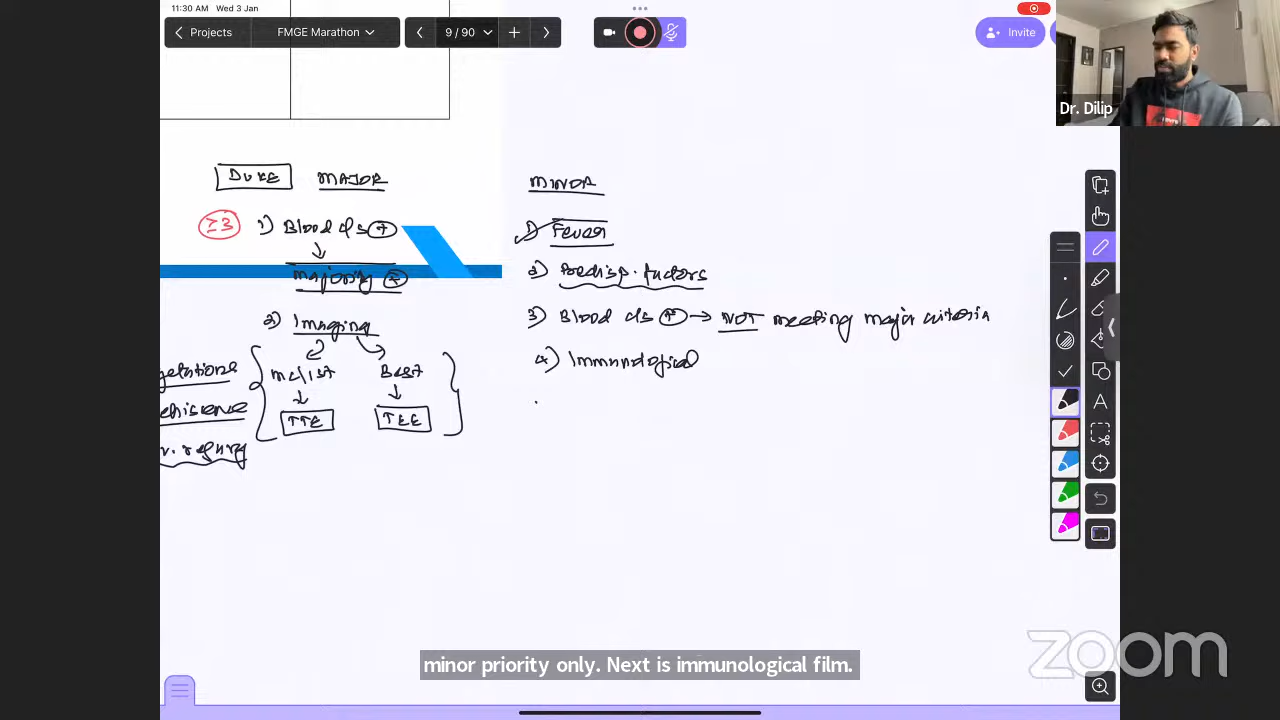 11:30 AM Wed 3 Jan
Projects
FMGE Marathon
9 / 90
Invite
Dr. Dilip
DUKE MAJOR
≥3 1) Blood c/s +
majority
2) Imaging
Best
TTE
TEE
MINOR
1) Fever
2) Predisp. factors
3) Blood c/s + → NOT meeting major criteria
4) Immunological
A
minor priority only. Next is immunological film.
zoom